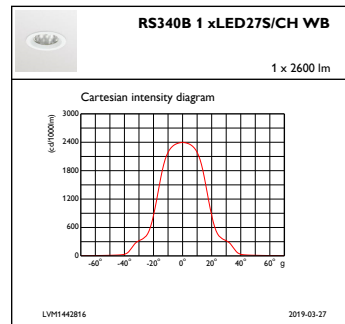 RS340B 1 xLED27S/CH WB
1 x 2600 lm
Cartesian intensity diagram
(cd/1000lm)
3000
2400
1800
1200
600
0
-60° -40° -20° 0° 20° 40° 60° g
LVM1442816 2019-03-27